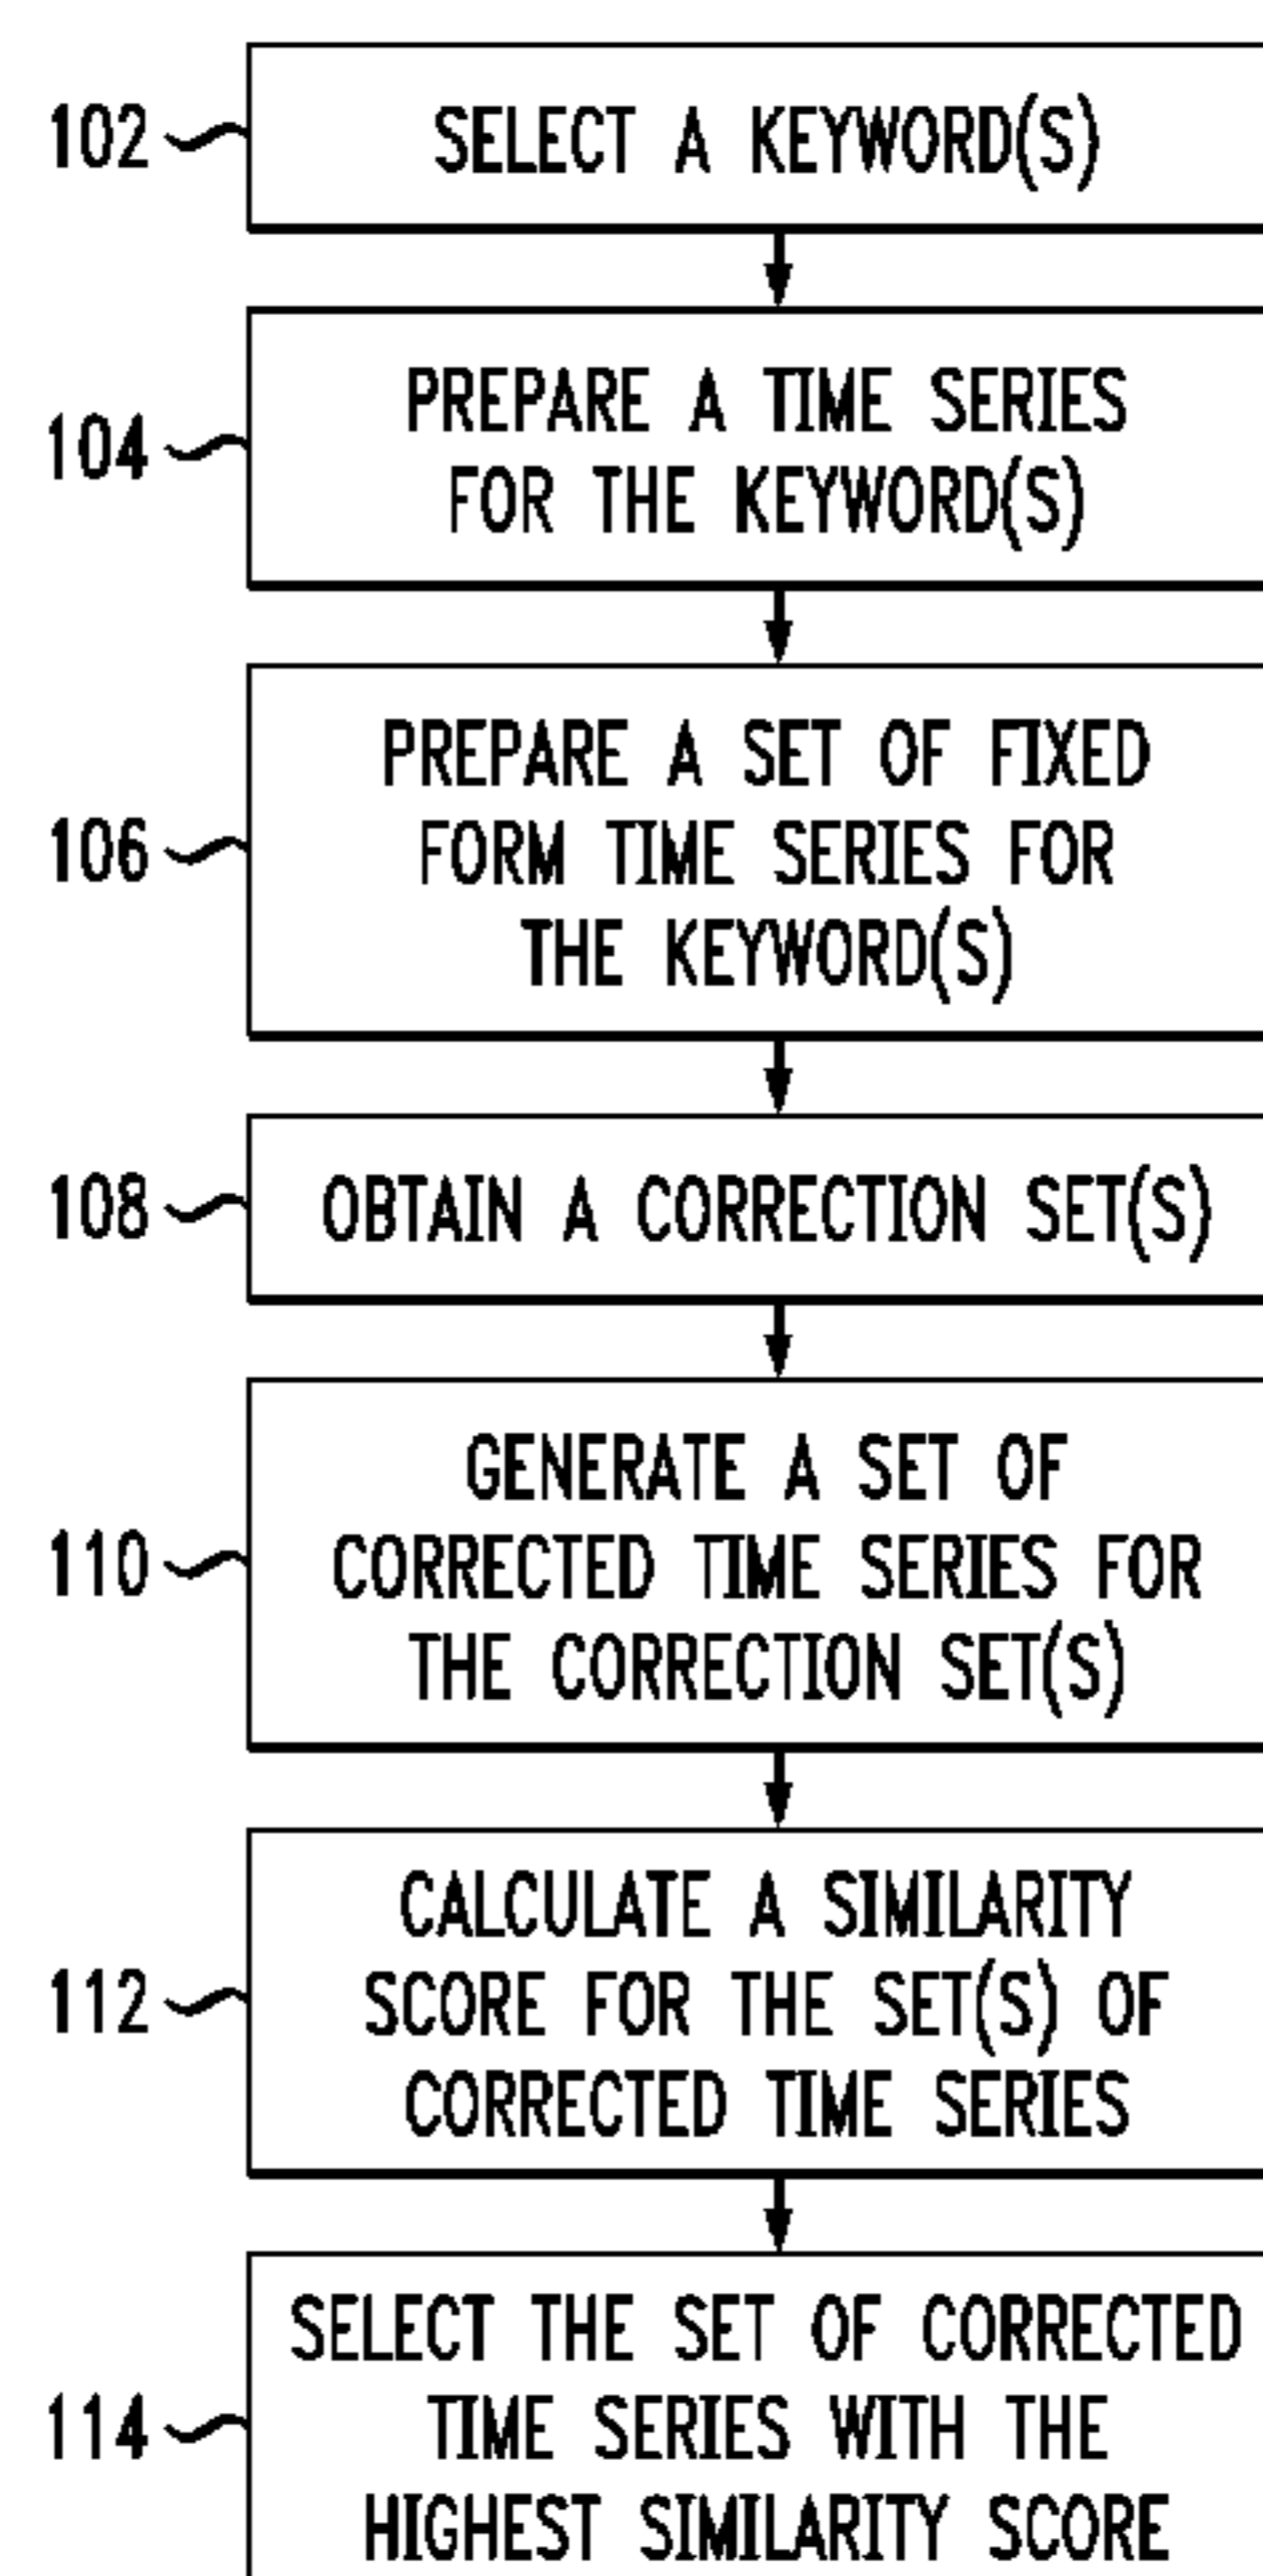 102
SELECT A KEYWORD(S)
104
PREPARE A TIME SERIES
FOR THE KEYWORD(S)
106
PREPARE A SET OF FIXED
FORM TIME SERIES FOR
THE KEYWORD(S)
108
OBTAIN A CORRECTION SET(S)
110
GENERATE A SET OF
CORRECTED TIME SERIES FOR
THE CORRECTION SET(S)
112
CALCULATE A SIMILARITY
SCORE FOR THE SET(S) OF
CORRECTED TIME SERIES
114
SELECT THE SET OF CORRECTED
TIME SERIES WITH THE
HIGHEST SIMILARITY SCORE